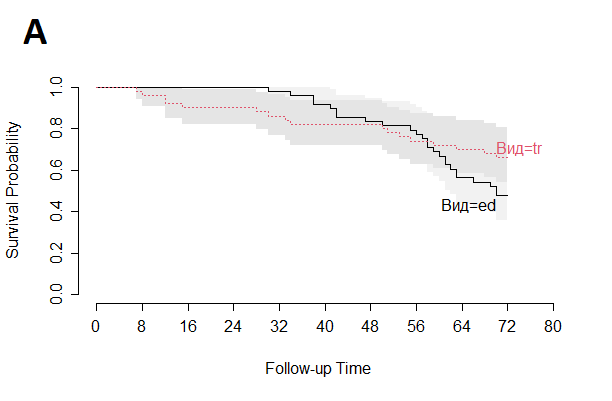 A
Survival Probability
1.0
0.8
0.6
0.4
0.2
0.0
Вид=tr
Вид=ed
0 8 16 24 32 40 48 56 64 72 80
Follow-up Time